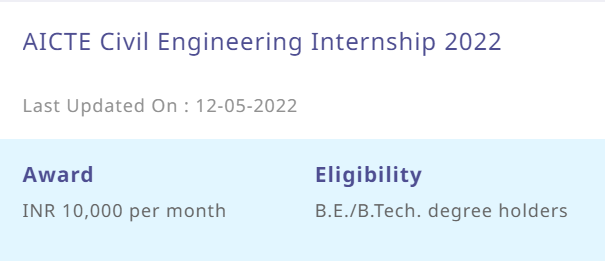 AICTE Civil Engineering Internship 2022
Last Updated On : 12-05-2022
Award
Eligibility
INR 10,000 per month
B.E./B.Tech. degree holders